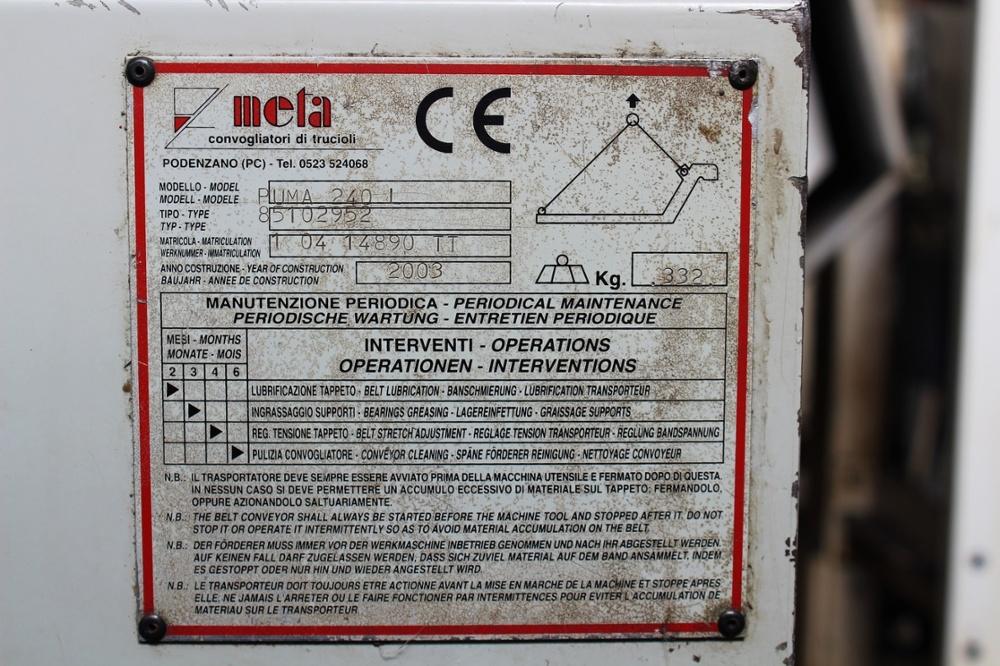 meta
convogliatori di trucioli
PODENZANO (PC) - Tel. 0523 524068
CE
MODELLO - MODEL
MODELL - MODELE
PUMA 240 L
TIPO - TYPE
TYP - TYPE
85102952
MATRICOLA - MATRICULATION
WERKNUMMER - IMMATRICULATION
1 04 14890 TT
ANNO COSTRUZIONE - YEAR OF CONSTRUCTION
BAUJAHR - ANNEE DE CONSTRUCTION
2003
Kg. 332
MANUTENZIONE PERIODICA - PERIODICAL MAINTENANCE
PERIODISCHE WARTUNG - ENTRETIEN PERIODIQUE
MESI - MONTHS
MONATE - MOIS
2 3 4 6
INTERVENTI - OPERATIONS
OPERATIONEN - INTERVENTIONS
LUBRIFICAZIONE TAPPETO - BELT LUBRICATION - BANSCHMIERUNG - LUBRIFICATION TRANSPORTEUR
INGRASSAGGIO SUPPORTI - BEARINGS GREASING - LAGEREINFETTUNG - GRAISSAGE SUPPORTS
REG. TENSIONE TAPPETO - BELT STRETCH ADJUSTMENT - REGLAGE TENSION TRANSPORTEUR - REGLUNG BANDSPANNUNG
PULIZIA CONVOGLIATORE - CONVEYOR CLEANING - SPÄNE FÖRDERER REINIGUNG - NETTOYAGE CONVOYEUR
N.B.: IL TRASPORTATORE DEVE SEMPRE ESSERE AVVIATO PRIMA DELLA MACCHINA UTENSILE E FERMATO DOPO DI QUESTA.
IN NESSUN CASO SI DEVE PERMETTERE UN ACCUMULO ECCESSIVO DI MATERIALE SUL TAPPETO, FERMANDOLO,
OPPURE AZIONANDOLO SALTUARIAMENTE.
N.B.: THE BELT CONVEYOR SHALL ALWAYS BE STARTED BEFORE THE MACHINE TOOL AND STOPPED AFTER IT. DO NOT
STOP IT OR OPERATE IT INTERMITTENTLY SO AS TO AVOID MATERIAL ACCUMULATION ON THE BELT.
N.B.: DER FÖRDERER MUSS IMMER VOR DER WERKMASCHINE INBETRIEB GENOMMEN UND NACH IHR ABGESTELLT WERDEN.
AUF KEINEN FALL DARF ZUGELASSEN WERDEN, DASS SICH ZUVIEL MATERIAL AUF DEM BAND ANSAMMELT, INDEM
ES GESTOPPT ODER NUR HIN UND WIEDER ANGESTELLT WIRD.
N.B.: LE TRANSPORTEUR DOIT TOUJOURS ETRE ACTIONNE AVANT LA MISE EN MARCHE DE LA MACHINE ET STOPPE APRES
ELLE. NE JAMAIS L'ARRETER OU LE FAIRE FONCTIONER PAR INTERMITTENCES POUR EVITER L'ACCUMULATION DE
MATERIAU SUR LE TRANSPORTEUR